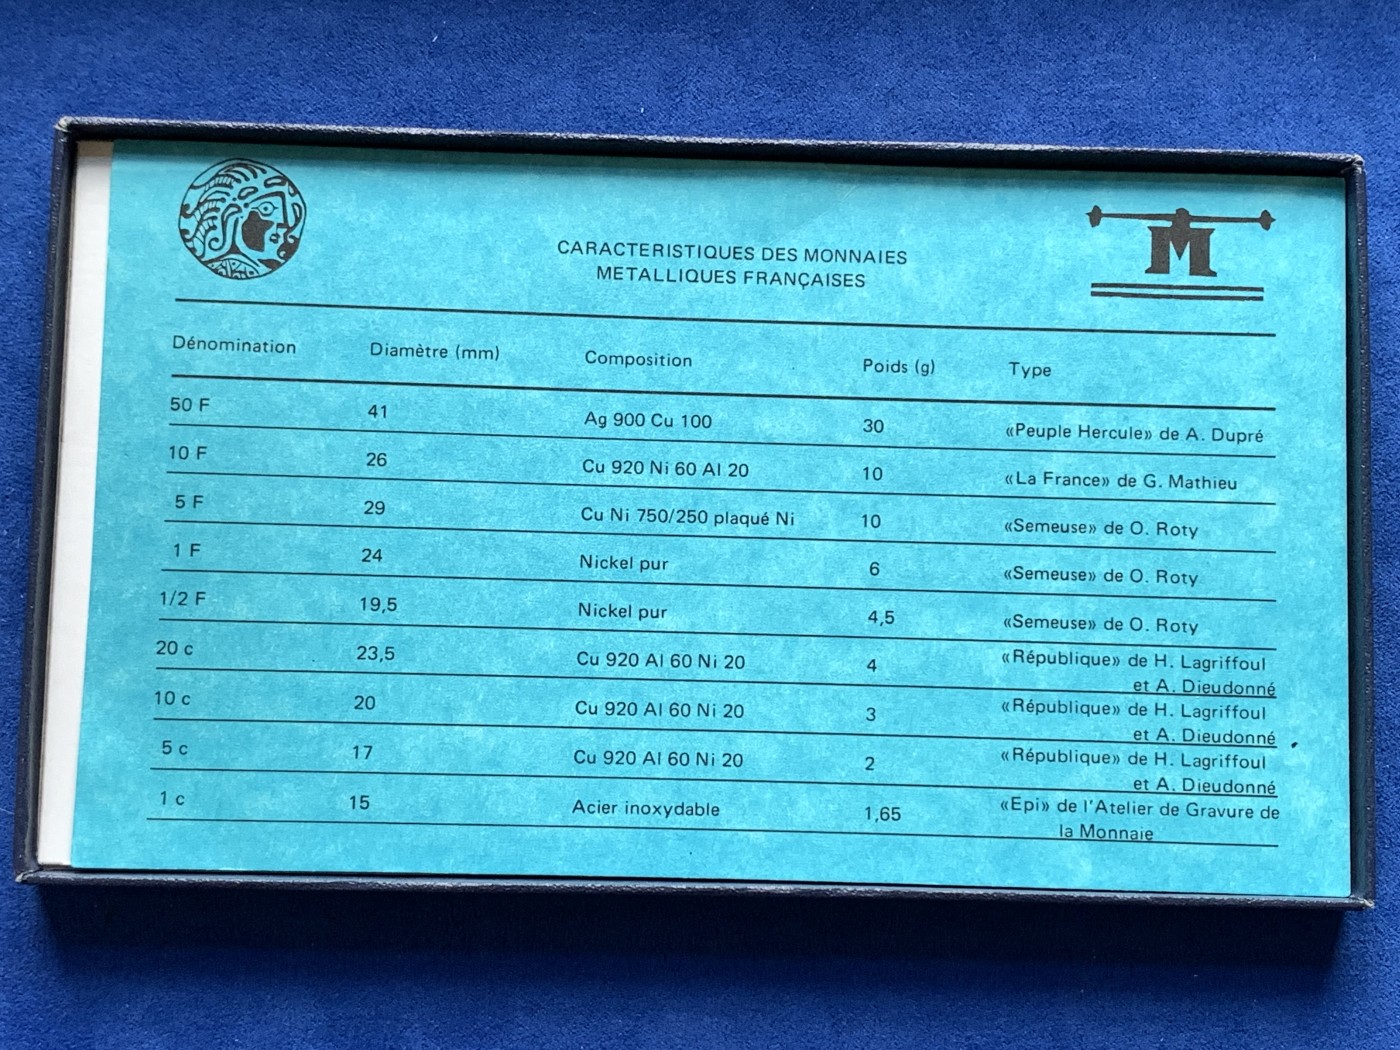 CARACTERISTIQUES DES MONNAIES
METALLIQUES FRANÇAISES
M
Dénomination Diamètre (mm) Composition Poids (g) Type
50 F 41 Ag 900 Cu 100 30 «Peuple Hercule» de A. Dupré
10 F 26 Cu 920 Ni 60 Al 20 10 «La France» de G. Mathieu
5 F 29 Cu Ni 750/250 plaqué Ni 10 «Semeuse» de O. Roty
1 F 24 Nickel pur 6 «Semeuse» de O. Roty
1/2 F 19,5 Nickel pur 4,5 «Semeuse» de O. Roty
20 c 23,5 Cu 920 Al 60 Ni 20 4 «République» de H. Lagriffoul
et A. Dieudonné
10 c 20 Cu 920 Al 60 Ni 20 3 «République» de H. Lagriffoul
et A. Dieudonné
5 c 17 Cu 920 Al 60 Ni 20 2 «République» de H. Lagriffoul
et A. Dieudonné
1 c 15 Acier inoxydable 1,65 «Epi» de l'Atelier de Gravure de
la Monnaie